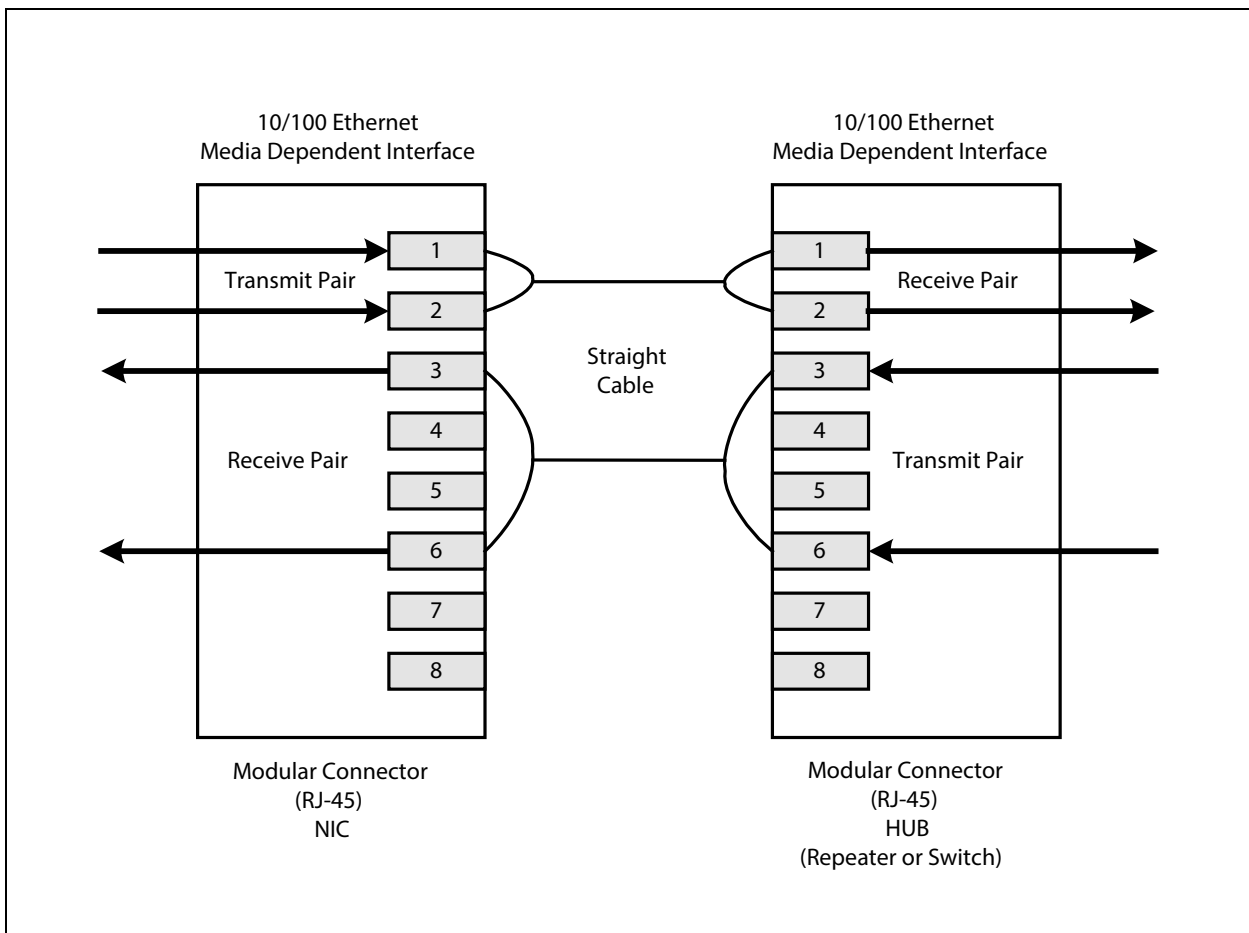 10/100 Ethernet
Media Dependent Interface
10/100 Ethernet
Media Dependent Interface
1
Transmit Pair
2
3
4
Receive Pair
5
6
7
8
Straight
Cable
1
Receive Pair
2
3
4
Transmit Pair
5
6
7
8
Modular Connector
(RJ-45)
NIC
Modular Connector
(RJ-45)
HUB
(Repeater or Switch)